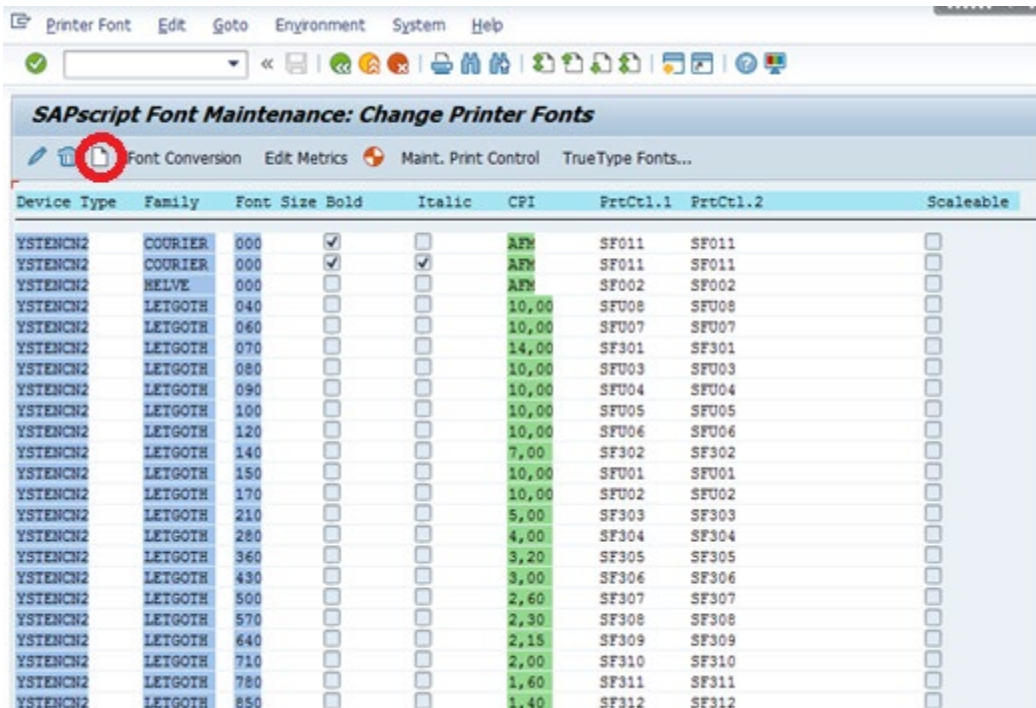 Printer Font Edit Goto Environment System Help
SAPscript Font Maintenance: Change Printer Fonts
Font Conversion Edit Metrics Maint. Print Control TrueType Fonts...
Device Type Family Font Size Bold Italic CPI PrtCtl.1 PrtCtl.2 Scaleable
YSTENCN2 COURIER 000 AFM SF011 SF011
YSTENCN2 COURIER 000 AFM SF011 SF011
YSTENCN2 HELVE 000 AFM SF002 SF002
YSTENCN2 LETGOTH 040 10,00 SFU08 SFU08
YSTENCN2 LETGOTH 060 10,00 SFU07 SFU07
YSTENCN2 LETGOTH 070 14,00 SF301 SF301
YSTENCN2 LETGOTH 080 10,00 SFU03 SFU03
YSTENCN2 LETGOTH 090 10,00 SFU04 SFU04
YSTENCN2 LETGOTH 100 10,00 SFU05 SFU05
YSTENCN2 LETGOTH 120 10,00 SFU06 SFU06
YSTENCN2 LETGOTH 140 7,00 SF302 SF302
YSTENCN2 LETGOTH 150 10,00 SFU01 SFU01
YSTENCN2 LETGOTH 170 10,00 SFU02 SFU02
YSTENCN2 LETGOTH 210 5,00 SF303 SF303
YSTENCN2 LETGOTH 280 4,00 SF304 SF304
YSTENCN2 LETGOTH 360 3,20 SF305 SF305
YSTENCN2 LETGOTH 430 3,00 SF306 SF306
YSTENCN2 LETGOTH 500 2,60 SF307 SF307
YSTENCN2 LETGOTH 570 2,30 SF308 SF308
YSTENCN2 LETGOTH 640 2,15 SF309 SF309
YSTENCN2 LETGOTH 710 2,00 SF310 SF310
YSTENCN2 LETGOTH 780 1,60 SF311 SF311
YSTENCN2 LETGOTH 850 1,40 SF312 SF312